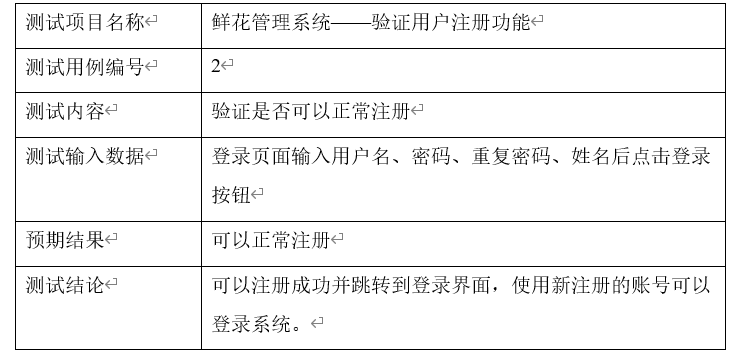 测试项目名称 鲜花管理系统——验证用户注册功能
测试用例编号 2
测试内容 验证是否可以正常注册
测试输入数据 登录页面输入用户名、密码、重复密码、姓名后点击登录
按钮
预期结果 可以正常注册
测试结论 可以注册成功并跳转到登录界面，使用新注册的账号可以
登录系统。